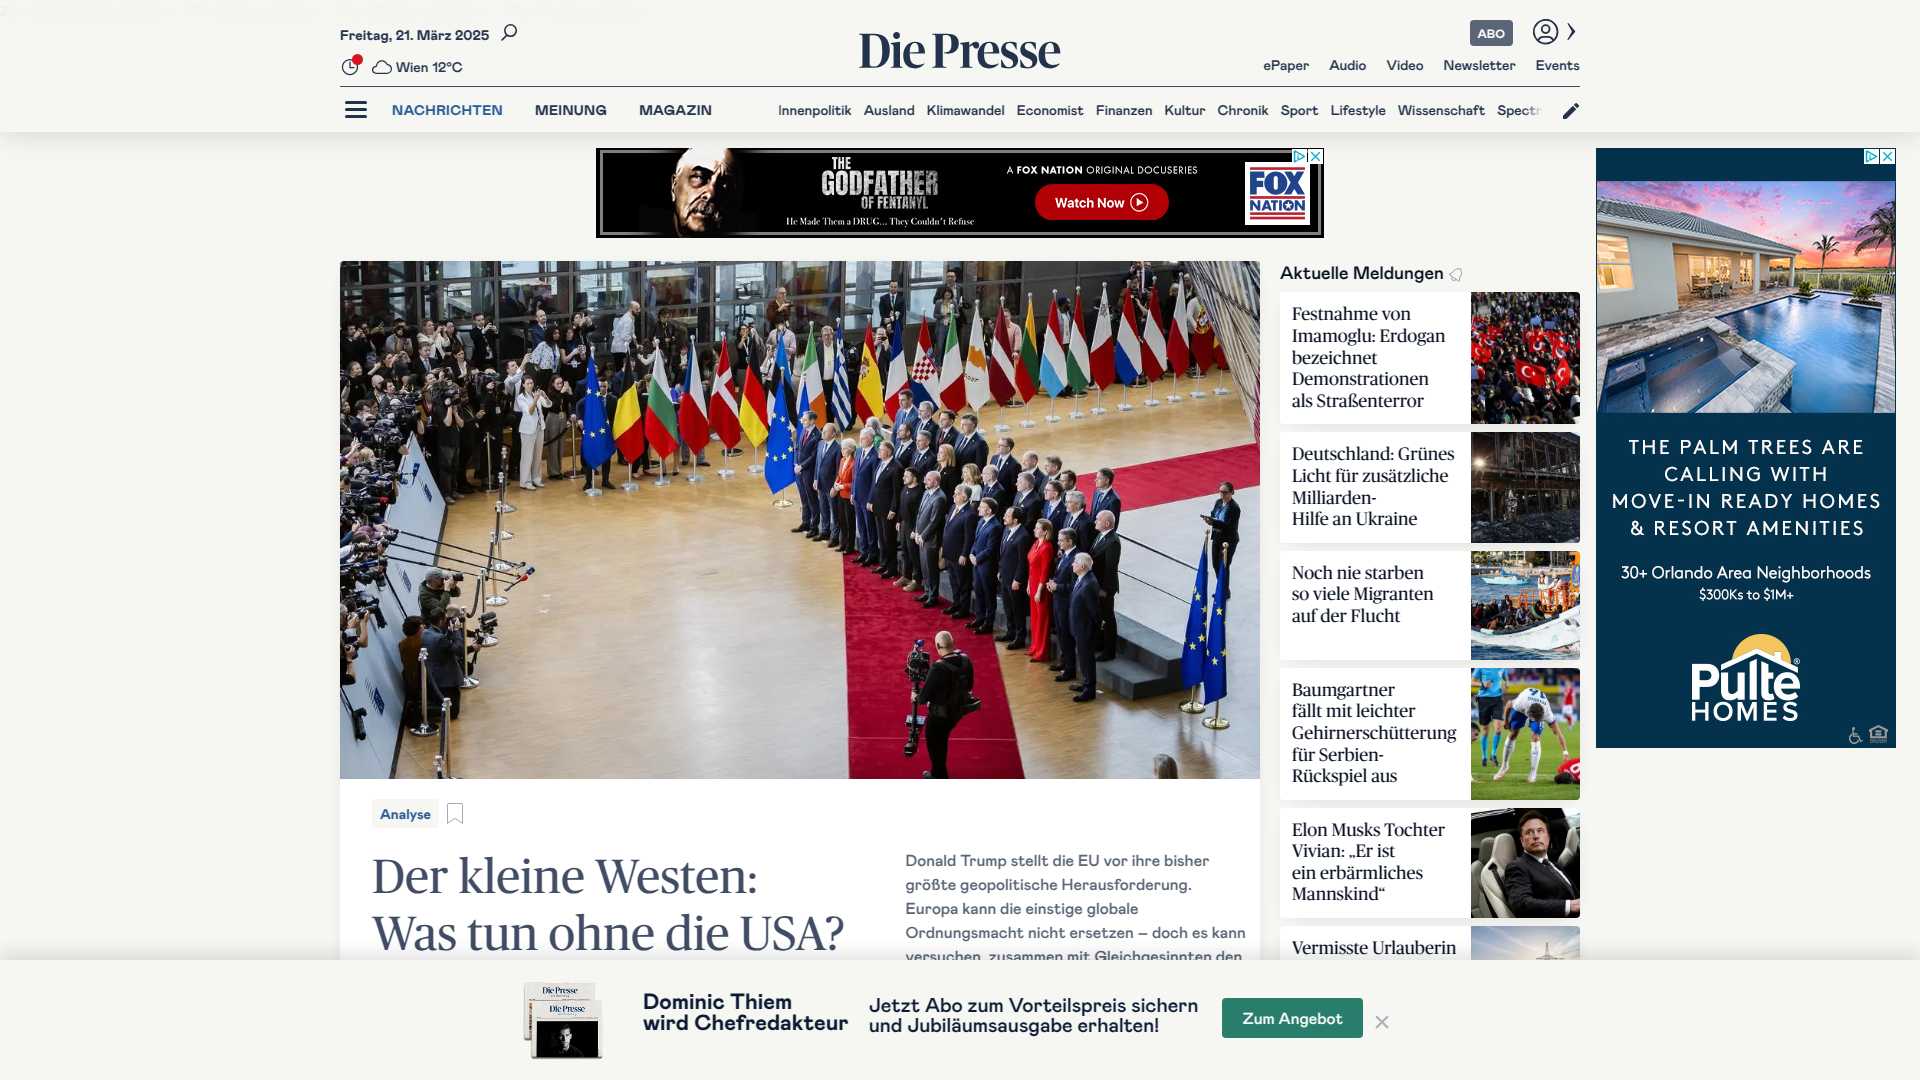 Freitag, 21. März 2025
Wien 12°C
Die Presse
ABO
ePaper Audio Video Newsletter Events
NACHRICHTEN MEINUNG MAGAZIN
Innenpolitik Ausland Klimawandel Economist Finanzen Kultur Chronik Sport Lifestyle Wissenschaft Spectr
THE
GODFATHER
OF FENTANYL
He Made Them a DRUG... They Couldn't Refuse
A FOX NATION ORIGINAL DOCUSERIES
Watch Now
FOX
NATION
Analyse
Der kleine Westen:
Was tun ohne die USA?
Donald Trump stellt die EU vor ihre bisher
größte geopolitische Herausforderung.
Europa kann die einstige globale
Ordnungsmacht nicht ersetzen – doch es kann
versuchen, zusammen mit Gleichgesinnten den
Aktuelle Meldungen
Festnahme von
Imamoglu: Erdogan
bezeichnet
Demonstrationen
als Straßenterror
Deutschland: Grünes
Licht für zusätzliche
Milliarden-
Hilfe an Ukraine
Noch nie starben
so viele Migranten
auf der Flucht
Baumgartner
fällt mit leichter
Gehirnerschütterung
für Serbien-
Rückspiel aus
Elon Musks Tochter
Vivian: „Er ist
ein erbärmliches
Mannskind“
Vermisste Urlauberin
THE PALM TREES ARE
CALLING WITH
MOVE-IN READY HOMES
& RESORT AMENITIES
30+ Orlando Area Neighborhoods
$300Ks to $1M+
Pulte
HOMES
Die Presse
Die Presse
Dominic Thiem
wird Chefredakteur
Jetzt Abo zum Vorteilspreis sichern
und Jubiläumsausgabe erhalten!
Zum Angebot